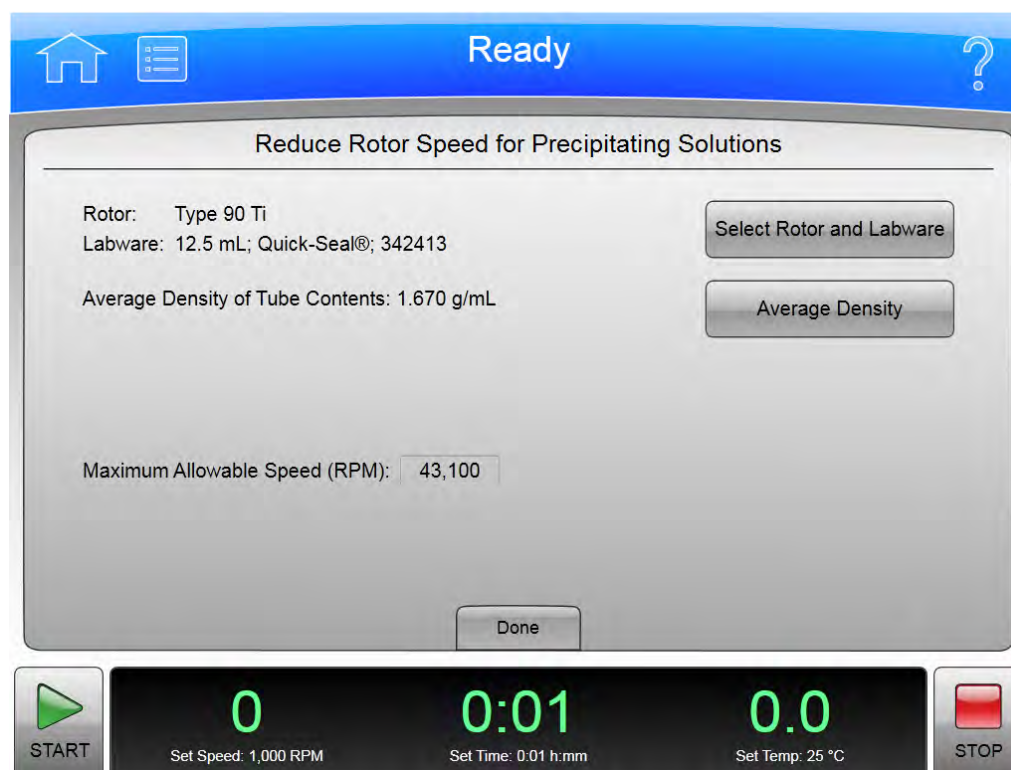 Ready
?
Reduce Rotor Speed for Precipitating Solutions
Rotor: Type 90 Ti
Select Rotor and Labware
Labware: 12.5 mL; Quick-Seal®; 342413
Average Density of Tube Contents: 1.670 g/mL
Average Density
Maximum Allowable Speed (RPM): 43,100
Done
START
0
Set Speed: 1,000 RPM
0:01
Set Time: 0:01 h:mm
0.0
Set Temp: 25 °C
STOP